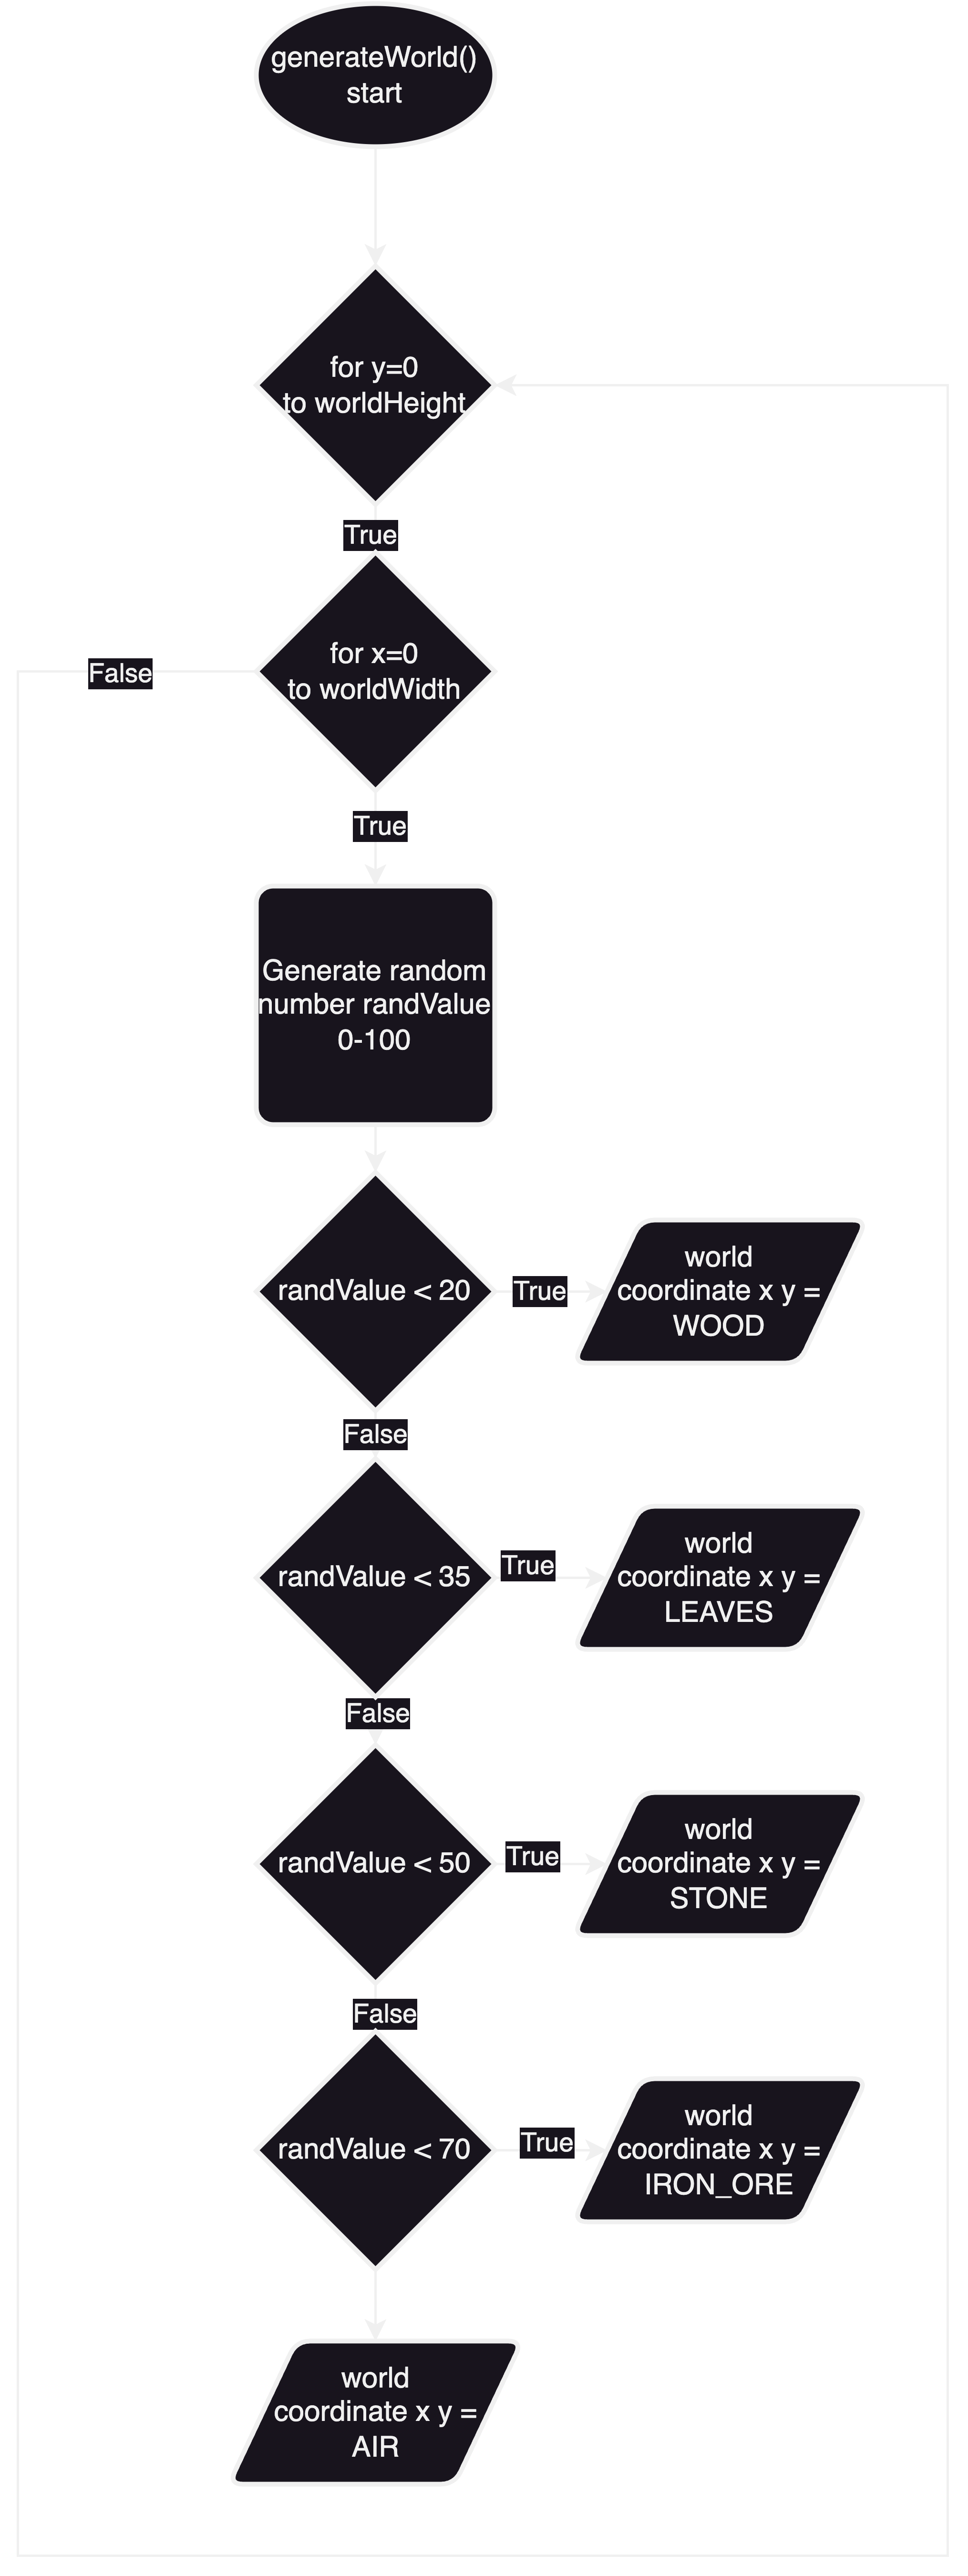 generateWorld()
start
for y=0
to worldHeight
True
for x=0
to worldWidth
False
True
Generate random
number randValue
0-100
randValue < 20
True
world
coordinate x y =
WOOD
False
randValue < 35
True
world
coordinate x y =
LEAVES
False
randValue < 50
True
world
coordinate x y =
STONE
False
randValue < 70
True
world
coordinate x y =
IRON_ORE
world
coordinate x y =
AIR